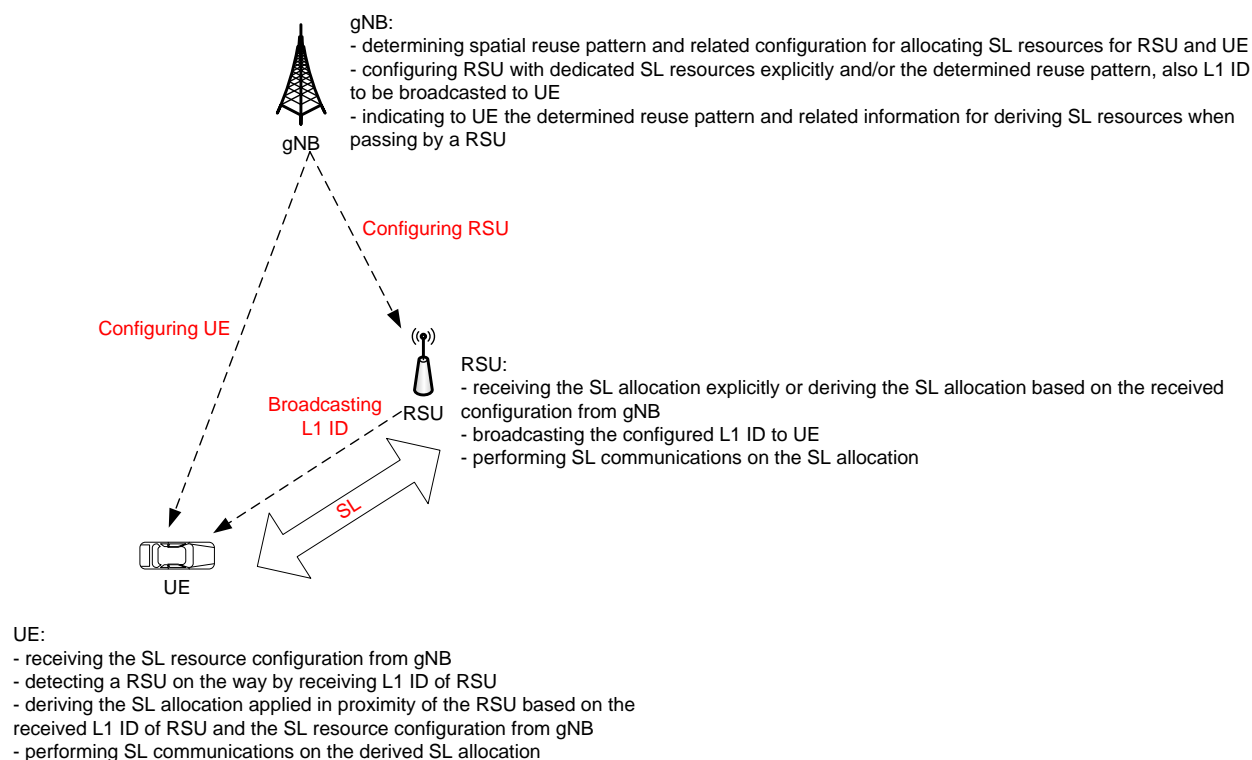 gNB:
- determining spatial reuse pattern and related configuration for allocating SL resources for RSU and UE
- configuring RSU with dedicated SL resources explicitly and/or the determined reuse pattern, also L1 ID
to be broadcasted to UE
- indicating to UE the determined reuse pattern and related information for deriving SL resources when
passing by a RSU
gNB
Configuring RSU
Configuring UE
RSU:
- receiving the SL allocation explicitly or deriving the SL allocation based on the received
configuration from gNB
- broadcasting the configured L1 ID to UE
- performing SL communications on the SL allocation
Broadcasting
L1 ID
RSU
SL
UE
UE:
- receiving the SL resource configuration from gNB
- detecting a RSU on the way by receiving L1 ID of RSU
- deriving the SL allocation applied in proximity of the RSU based on the
received L1 ID of RSU and the SL resource configuration from gNB
- performing SL communications on the derived SL allocation